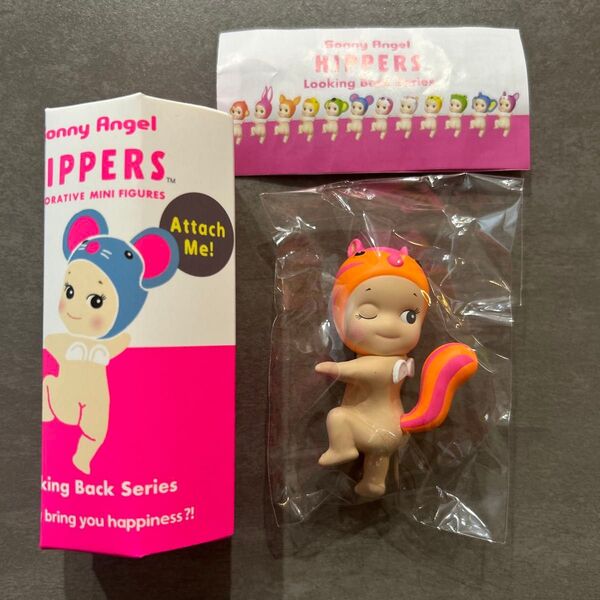 Sonny Angel
HIPPERS
Looking Back Series
onny Angel
IPPERS™
ORATIVE MINI FIGURES
Attach
Me!
king Back Series
bring you happiness?!